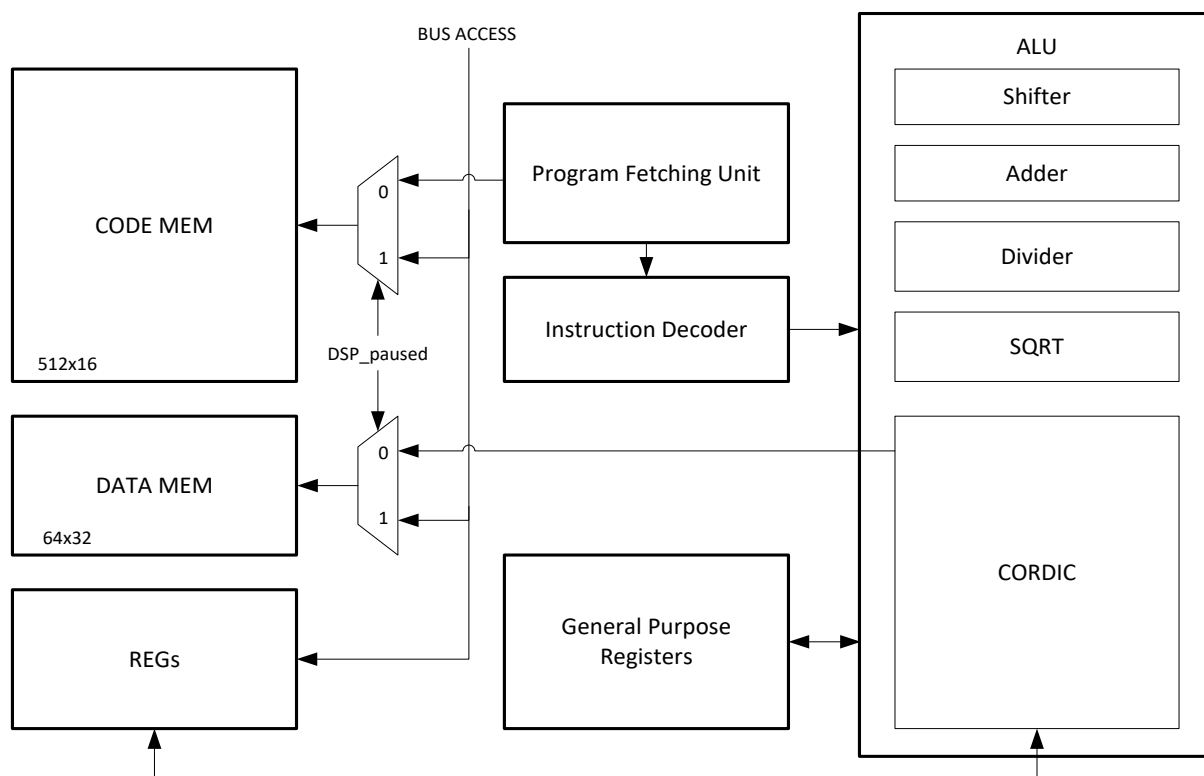 BUS ACCESS
CODE MEM
512x16
0
1
DSP_paused
DATA MEM
64x32
0
1
REGs
Program Fetching Unit
Instruction Decoder
General Purpose
Registers
ALU
Shifter
Adder
Divider
SQRT
CORDIC